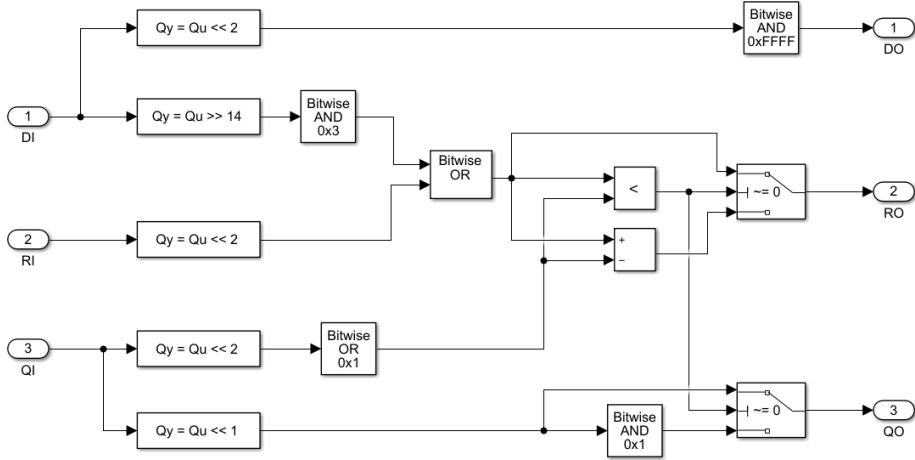 Qy = Qu << 2
Bitwise
AND
0xFFFF
1
DO
1
DI
Qy = Qu >> 14
Bitwise
AND
0x3
Bitwise
OR
<
~= 0
2
RO
2
RI
Qy = Qu << 2
+
−
3
QI
Qy = Qu << 2
Bitwise
OR
0x1
Qy = Qu << 1
Bitwise
AND
0x1
~= 0
3
QO